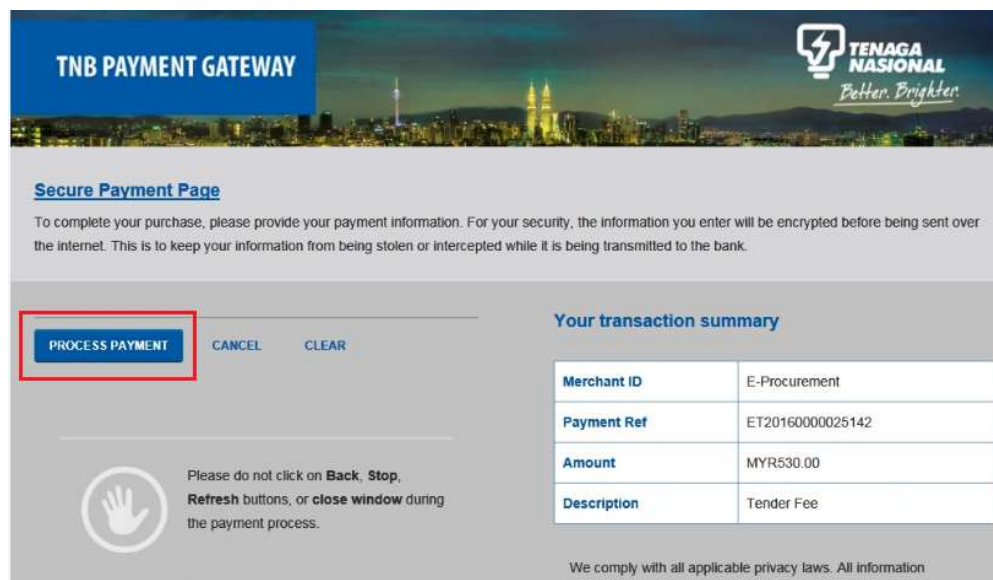 TNB PAYMENT GATEWAY
TENAGA
NASIONAL
Better. Brighter.
Secure Payment Page
To complete your purchase, please provide your payment information. For your security, the information you enter will be encrypted before being sent over
the internet. This is to keep your information from being stolen or intercepted while it is being transmitted to the bank.
PROCESS PAYMENT CANCEL CLEAR
Please do not click on Back, Stop,
Refresh buttons, or close window during
the payment process.
Your transaction summary
Merchant ID E-Procurement
Payment Ref ET20160000025142
Amount MYR530.00
Description Tender Fee
We comply with all applicable privacy laws. All information